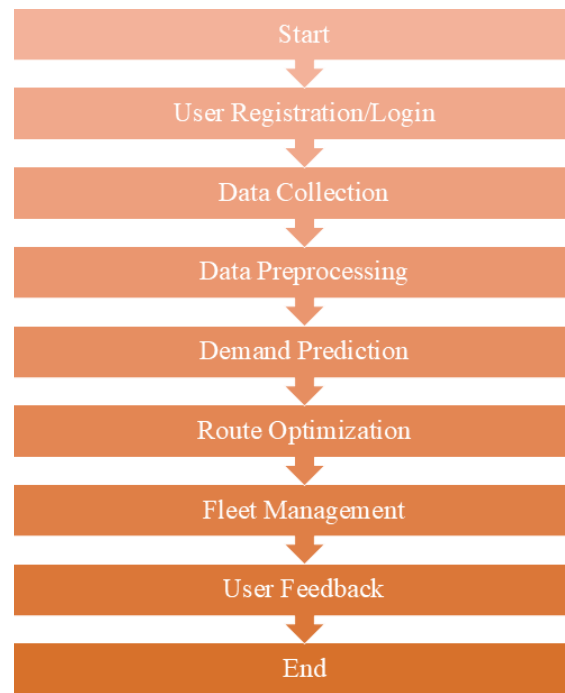 Start
User Registration/Login
Data Collection
Data Preprocessing
Demand Prediction
Route Optimization
Fleet Management
User Feedback
End